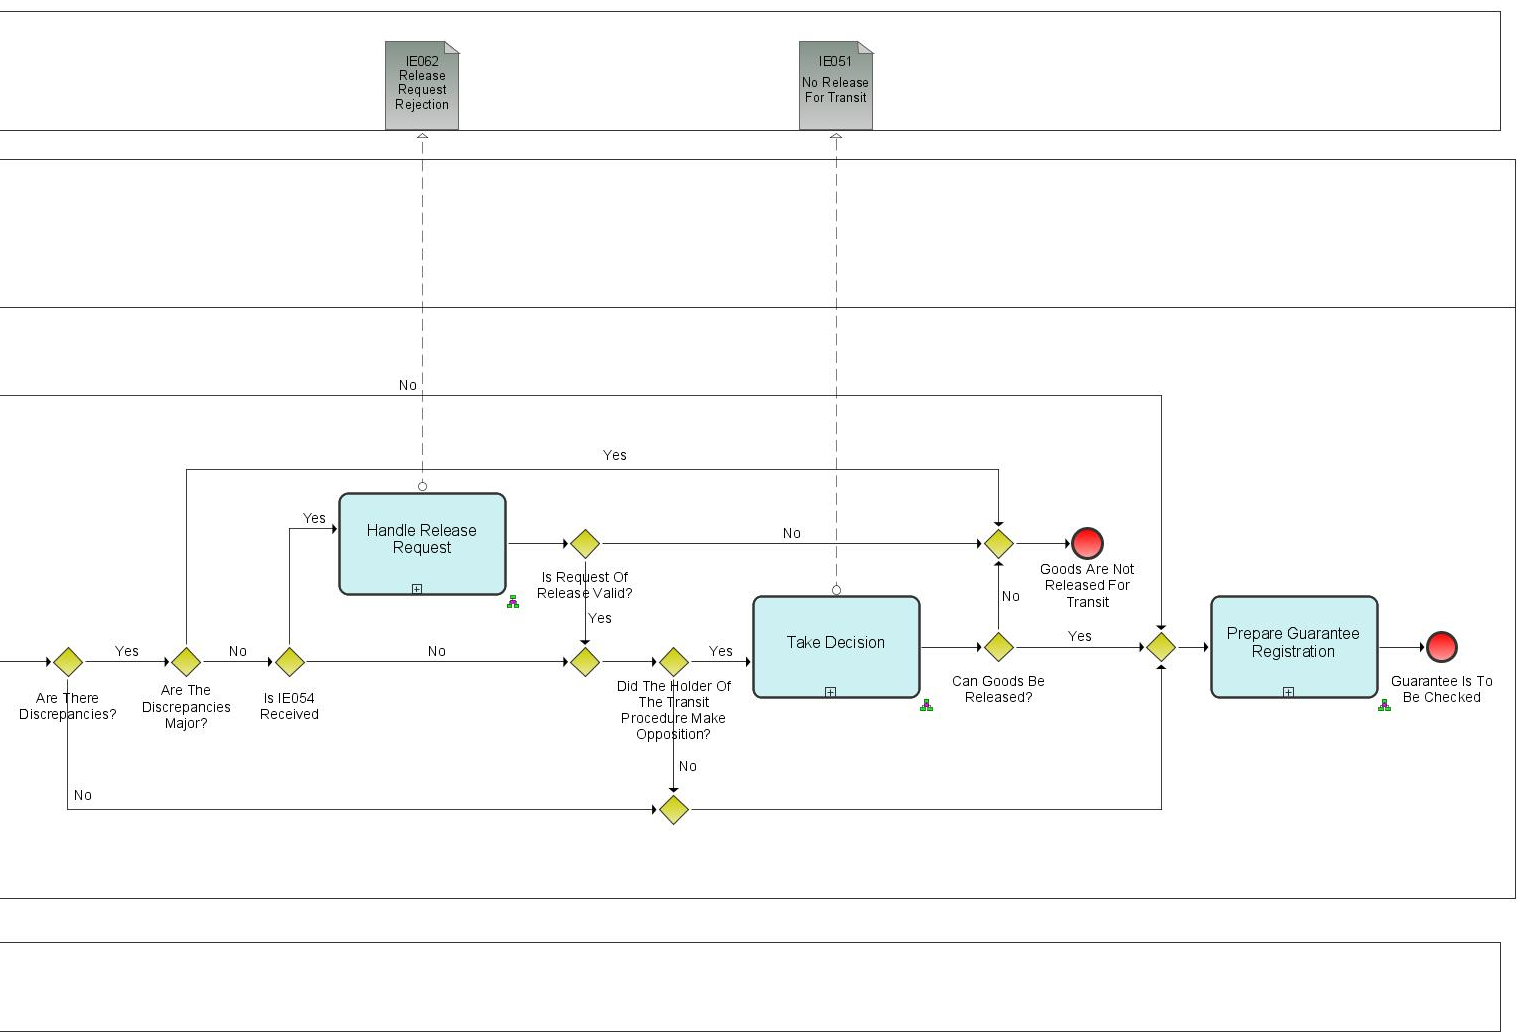 IE062
Release
Request
Rejection
IE051
No Release
For Transit
No
Yes
Yes
Handle Release
Request
No
Is Request Of
Release Valid?
Yes
Goods Are Not
Released For
Transit
No
Yes
No
No
Yes
Take Decision
Yes
Prepare Guarantee
Registration
Are There
Discrepancies?
Are The
Discrepancies
Major?
Is IE054
Received
Did The Holder Of
The Transit
Procedure Make
Opposition?
Can Goods Be
Released?
Guarantee Is To
Be Checked
No
No